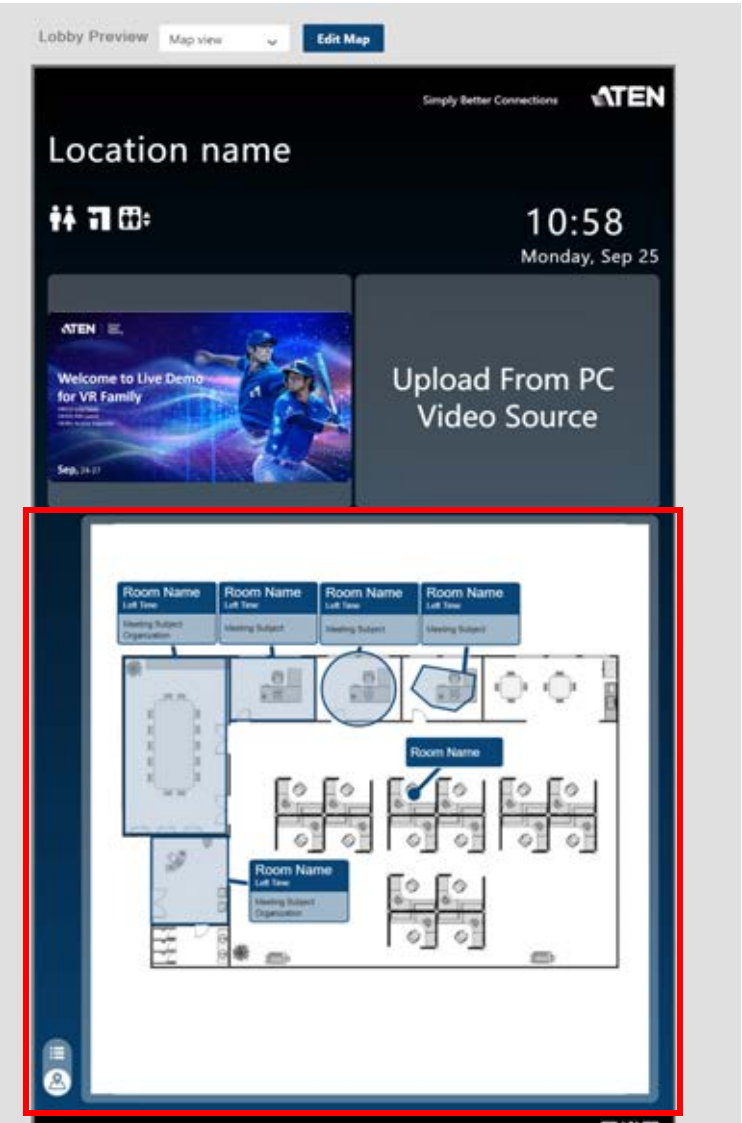 Lobby Preview
Map view
Edit Map
Simply Better Connections
ATEN
Location name
10:58
Monday, Sep 25
ATEN
Welcome to Live Demo
for VR Family
Sep, 24-27
Upload From PC
Video Source
Room Name
Left Time
Meeting Subject
Organization
Room Name
Left Time
Meeting Subject
Room Name
Left Time
Meeting Subject
Room Name
Left Time
Meeting Subject
Room Name
Room Name
Left Time
Meeting Subject
Organization